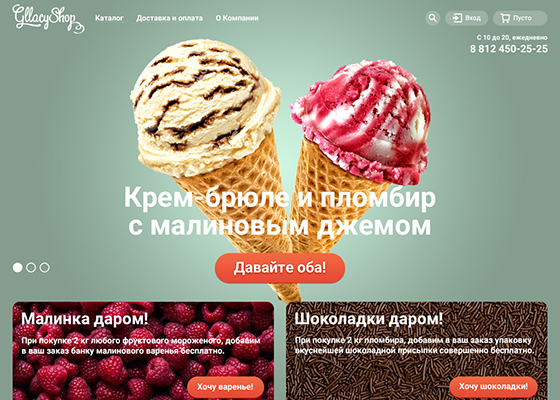 Gllacy Shop
Каталог
Доставка и оплата
О Компании
Вход
Пусто
С 10 до 20, ежедневно
8 812 450-25-25
Крем-брюле и пломбир
с малиновым джемом
Давайте оба!
Малинка даром!
При покупке 2 кг любого фруктового мороженого, добавим
в ваш заказ банку малинового варенья бесплатно.
Хочу варенье!
Шоколадки даром!
При покупке 2 кг пломбира, добавим в ваш заказ упаковку
вкуснейшей шоколадной присыпки совершенно бесплатно.
Хочу шоколадки!